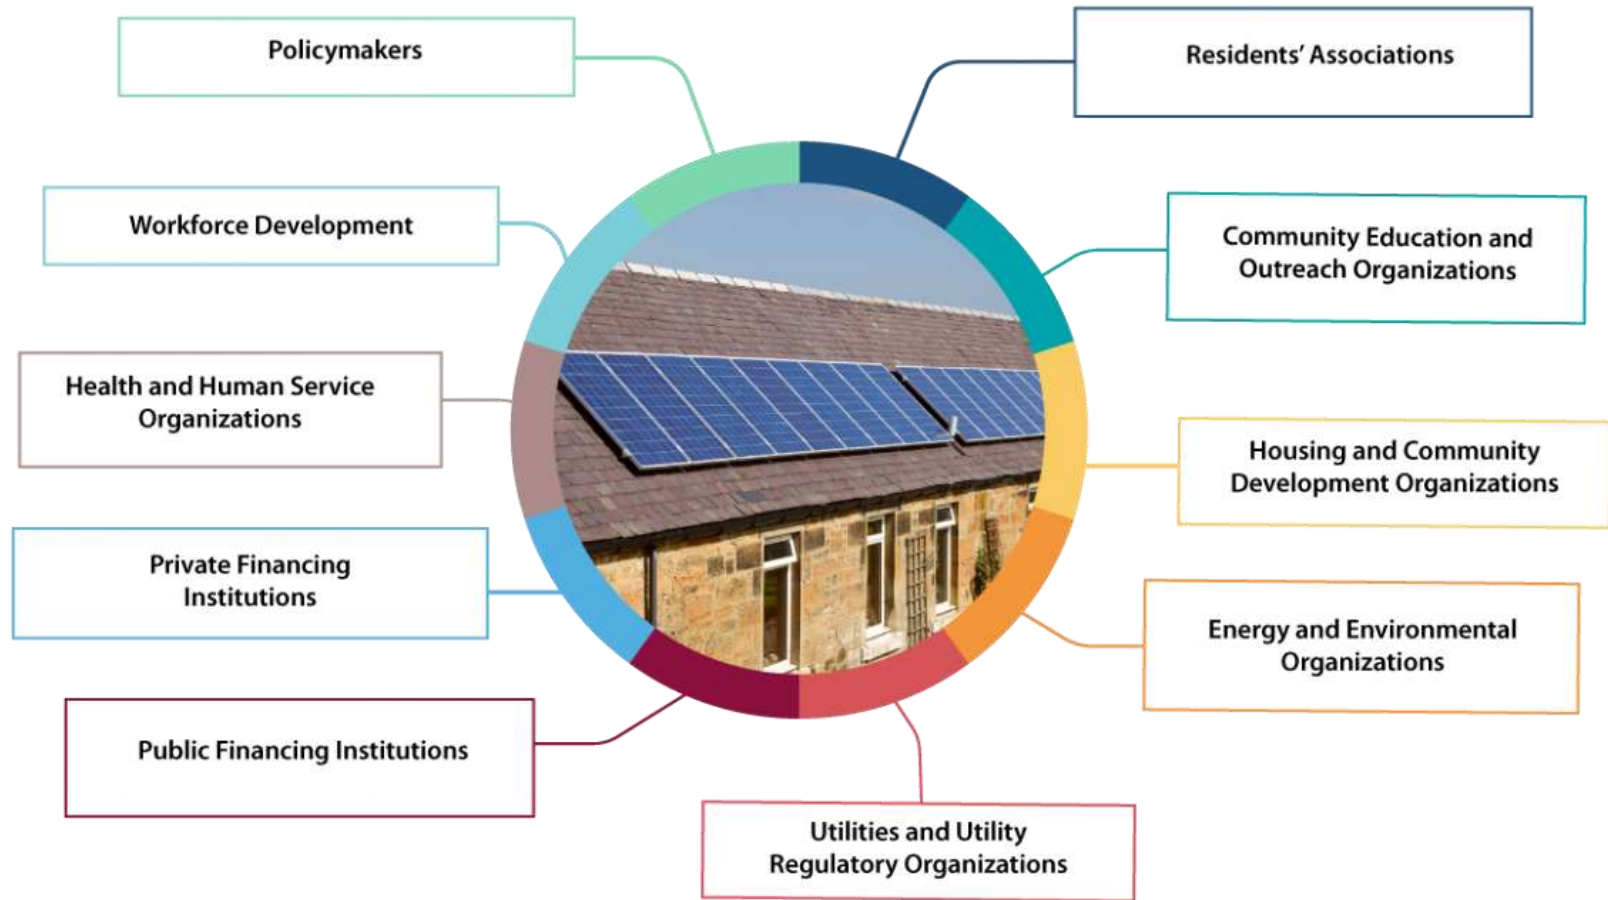 Policymakers
Residents’ Associations
Workforce Development
Community Education and
Outreach Organizations
Health and Human Service
Organizations
Housing and Community
Development Organizations
Private Financing
Institutions
Energy and Environmental
Organizations
Public Financing Institutions
Utilities and Utility
Regulatory Organizations